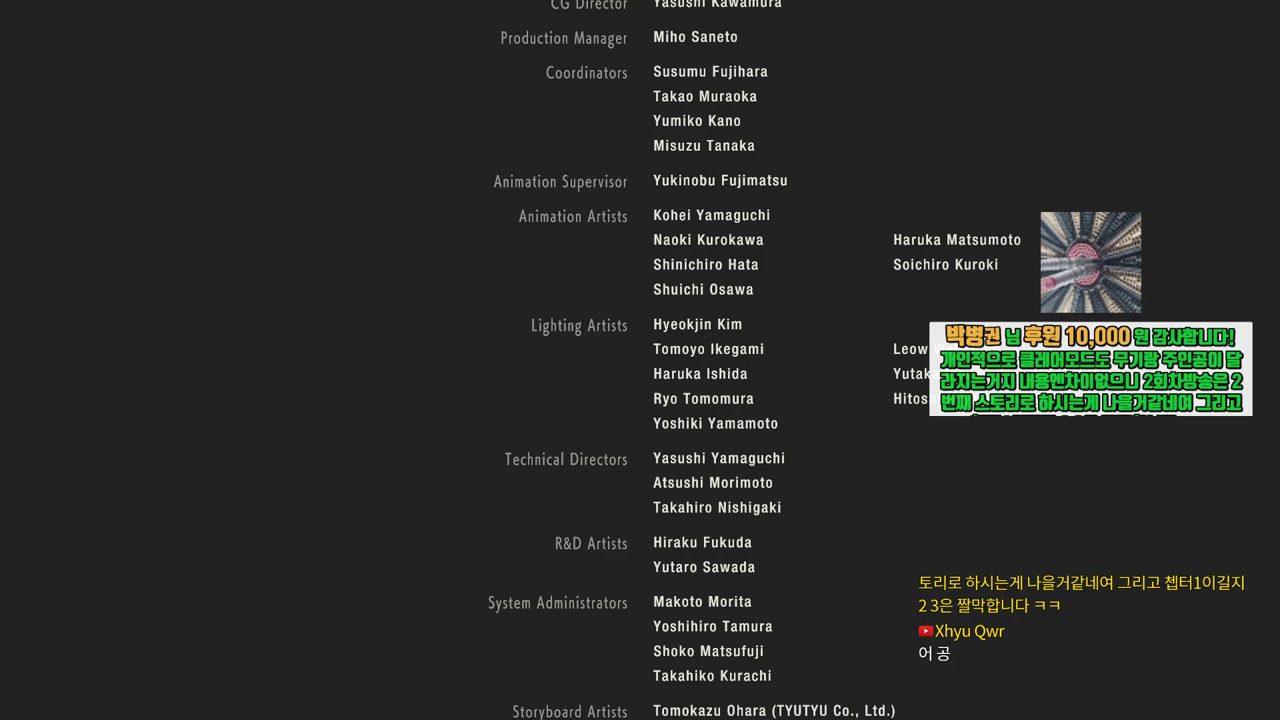 CG Director Yasushi Kawamura
Production Manager Miho Saneto
Coordinators Susumu Fujihara
Takao Muraoka
Yumiko Kano
Misuzu Tanaka
Animation Supervisor Yukinobu Fujimatsu
Animation Artists Kohei Yamaguchi
Naoki Kurokawa Haruka Matsumoto
Shinichiro Hata Soichiro Kuroki
Shuichi Osawa
Lighting Artists Hyeokjin Kim
Tomoyo Ikegami Leow
Haruka Ishida Yutaka
Ryo Tomomura
Yoshiki Yamamoto
박병권 님 후원 10,000 원 감사합니다!
개인적으로 클레어모드도 무기랑 주인공이 달
라지는거지 내용엔차이없으니 2회차방송은 2
번째 스토리로 하시는게 나을거같네여 그리고
Technical Directors Yasushi Yamaguchi
Atsushi Morimoto
Takahiro Nishigaki
R&D Artists Hiraku Fukuda
Yutaro Sawada
System Administrators Makoto Morita
Yoshihiro Tamura
Shoko Matsufuji
Takahiko Kurachi
Storyboard Artists Tomokazu Ohara (TYUTYU Co., Ltd.)
토리로 하시는게 나을거같네여 그리고 쳅터1이길지
2 3은 짤막합니다 ㅋㅋ
Xhyu Qwr
어 공